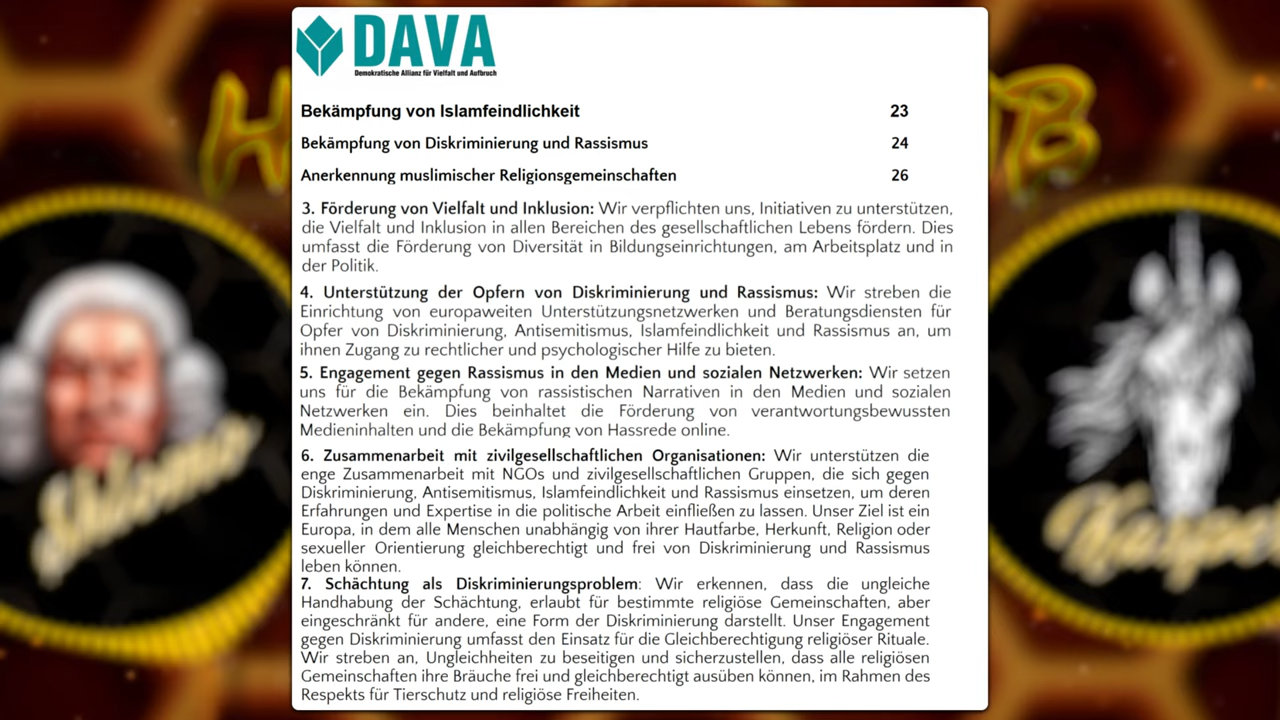 DAVA
Demokratische Allianz für Vielfalt und Aufbruch
Bekämpfung von Islamfeindlichkeit 23
Bekämpfung von Diskriminierung und Rassismus 24
Anerkennung muslimischer Religionsgemeinschaften 26
3. Förderung von Vielfalt und Inklusion: Wir verpflichten uns, Initiativen zu unterstützen,
die Vielfalt und Inklusion in allen Bereichen des gesellschaftlichen Lebens fördern. Dies
umfasst die Förderung von Diversität in Bildungseinrichtungen, am Arbeitsplatz und in
der Politik.
4. Unterstützung der Opfern von Diskriminierung und Rassismus: Wir streben die
Einrichtung von europaweiten Unterstützungsnetzwerken und Beratungsdiensten für
Opfer von Diskriminierung, Antisemitismus, Islamfeindlichkeit und Rassismus an, um
ihnen Zugang zu rechtlicher und psychologischer Hilfe zu bieten.
5. Engagement gegen Rassismus in den Medien und sozialen Netzwerken: Wir setzen
uns für die Bekämpfung von rassistischen Narrativen in den Medien und sozialen
Netzwerken ein. Dies beinhaltet die Förderung von verantwortungsbewussten
Medieninhalten und die Bekämpfung von Hassrede online.
6. Zusammenarbeit mit zivilgesellschaftlichen Organisationen: Wir unterstützen die
enge Zusammenarbeit mit NGOs und zivilgesellschaftlichen Gruppen, die sich gegen
Diskriminierung, Antisemitismus, Islamfeindlichkeit und Rassismus einsetzen, um deren
Erfahrungen und Expertise in die politische Arbeit einfließen zu lassen. Unser Ziel ist ein
Europa, in dem alle Menschen unabhängig von ihrer Hautfarbe, Herkunft, Religion oder
sexueller Orientierung gleichberechtigt und frei von Diskriminierung und Rassismus
leben können.
7. Schächtung als Diskriminierungsproblem: Wir erkennen, dass die ungleiche
Handhabung der Schächtung, erlaubt für bestimmte religiöse Gemeinschaften, aber
eingeschränkt für andere, eine Form der Diskriminierung darstellt. Unser Engagement
gegen Diskriminierung umfasst den Einsatz für die Gleichberechtigung religiöser Rituale.
Wir streben an, Ungleichheiten zu beseitigen und sicherzustellen, dass alle religiösen
Gemeinschaften ihre Bräuche frei und gleichberechtigt ausüben können, im Rahmen des
Respekts für Tierschutz und religiöse Freiheiten.
Shlomo